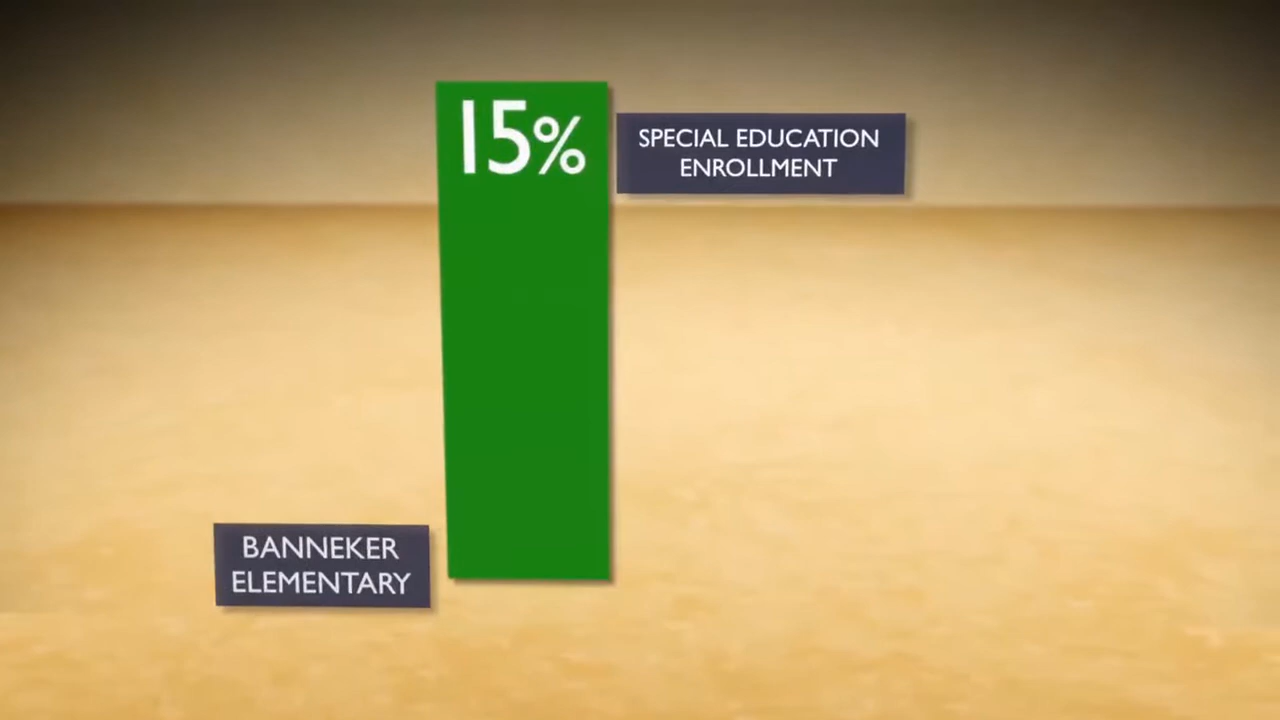 15%
SPECIAL EDUCATION
ENROLLMENT
BANNEKER
ELEMENTARY